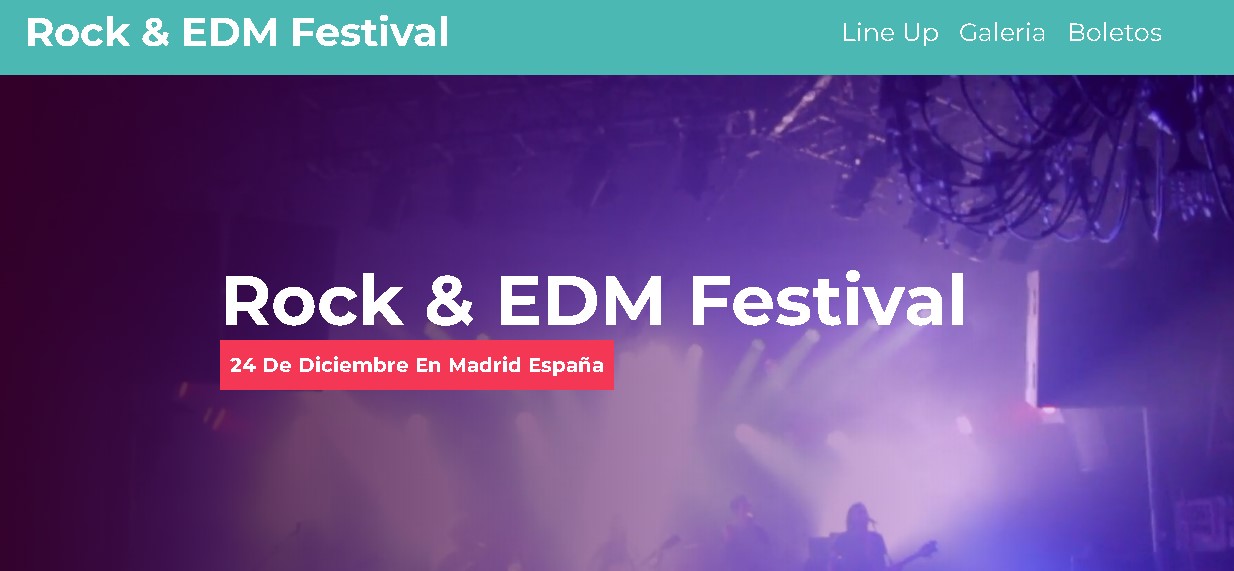 Rock & EDM Festival
Line Up Galeria Boletos
Rock & EDM Festival
24 De Diciembre En Madrid España